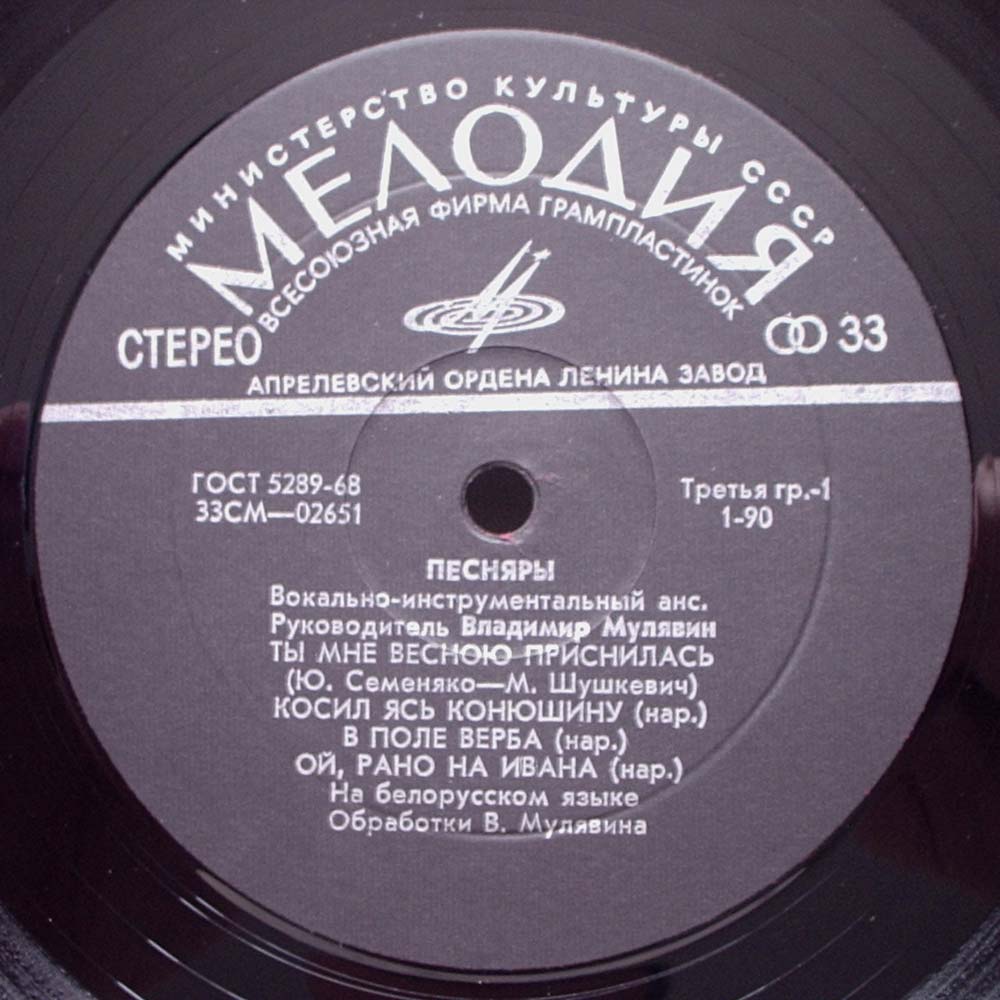 МИНИСТЕРСТВО КУЛЬТУРЫ СССР
МЕЛОДИЯ
ВСЕСОЮЗНАЯ ФИРМА ГРАМПЛАСТИНОК
СТЕРЕО
33
АПРЕЛЕВСКИЙ ОРДЕНА ЛЕНИНА ЗАВОД
ГОСТ 5289-68
33СМ—02651
Третья гр.-1
1-90
ПЕСНЯРЫ
Вокально-инструментальный анс.
Руководитель Владимир Мулявин
ТЫ МНЕ ВЕСНОЮ ПРИСНИЛАСЬ
(Ю. Семеняко—М. Шушкевич)
КОСИЛ ЯСЬ КОНЮШИНУ (нар.)
В ПОЛЕ ВЕРБА (нар.)
ОЙ, РАНО НА ИВАНА (нар.)
На белорусском языке
Обработки В. Мулявина